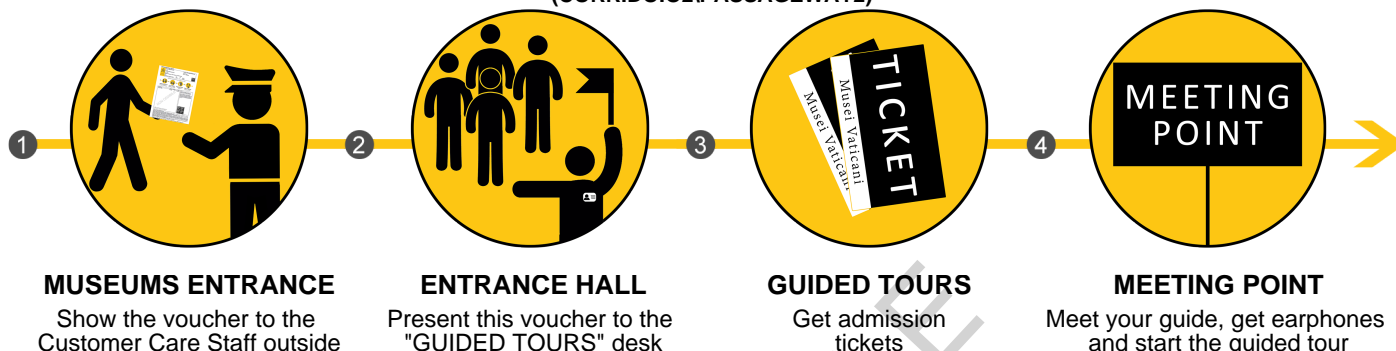 1
2
3
4
Musei Vaticani
Musei Vaticani
TICKET
MEETING
POINT
MUSEUMS ENTRANCE
Show the voucher to the
Customer Care Staff outside
ENTRANCE HALL
Present this voucher to the
"GUIDED TOURS" desk
GUIDED TOURS
Get admission
tickets
MEETING POINT
Meet your guide, get earphones
and start the guided tour